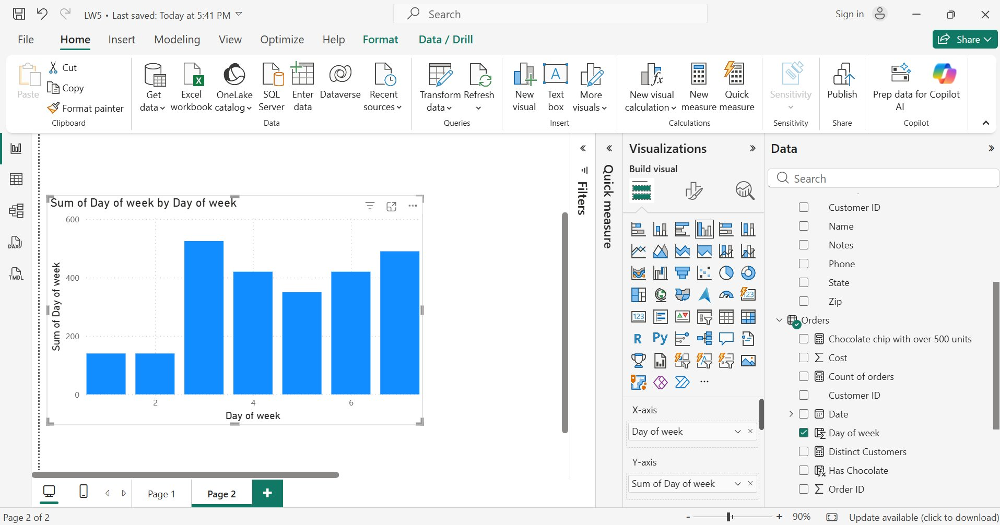 LW5 • Last saved: Today at 5:41 PM
Search
Sign in
File Home Insert Modeling View Optimize Help Format Data / Drill
Share
Paste
Cut
Copy
Format painter
Clipboard
Get data
Excel workbook
OneLake catalog
SQL Server
Enter data
Dataverse
Recent sources
Data
Transform data
Refresh
Queries
New visual
Text box
More visuals
Insert
New visual calculation
New measure
Quick measure
Calculations
Sensitivity
Sensitivity
Publish
Share
Prep data for AI
Copilot
Copilot
DAX
TMDL
Sum of Day of week by Day of week
Sum of Day of week
600
400
200
0
2 4 6
Day of week
Filters
Quick measure
Visualizations
Build visual
123
123
R
Py
X-axis
Day of week
Y-axis
Sum of Day of week
Data
Search
Customer ID
Name
Notes
Phone
State
Zip
Orders
Chocolate chip with over 500 units
Cost
Count of orders
Customer ID
Date
Day of week
Distinct Customers
Has Chocolate
Order ID
Page 1
Page 2
Page 2 of 2
- + 90%
Update available (click to download)